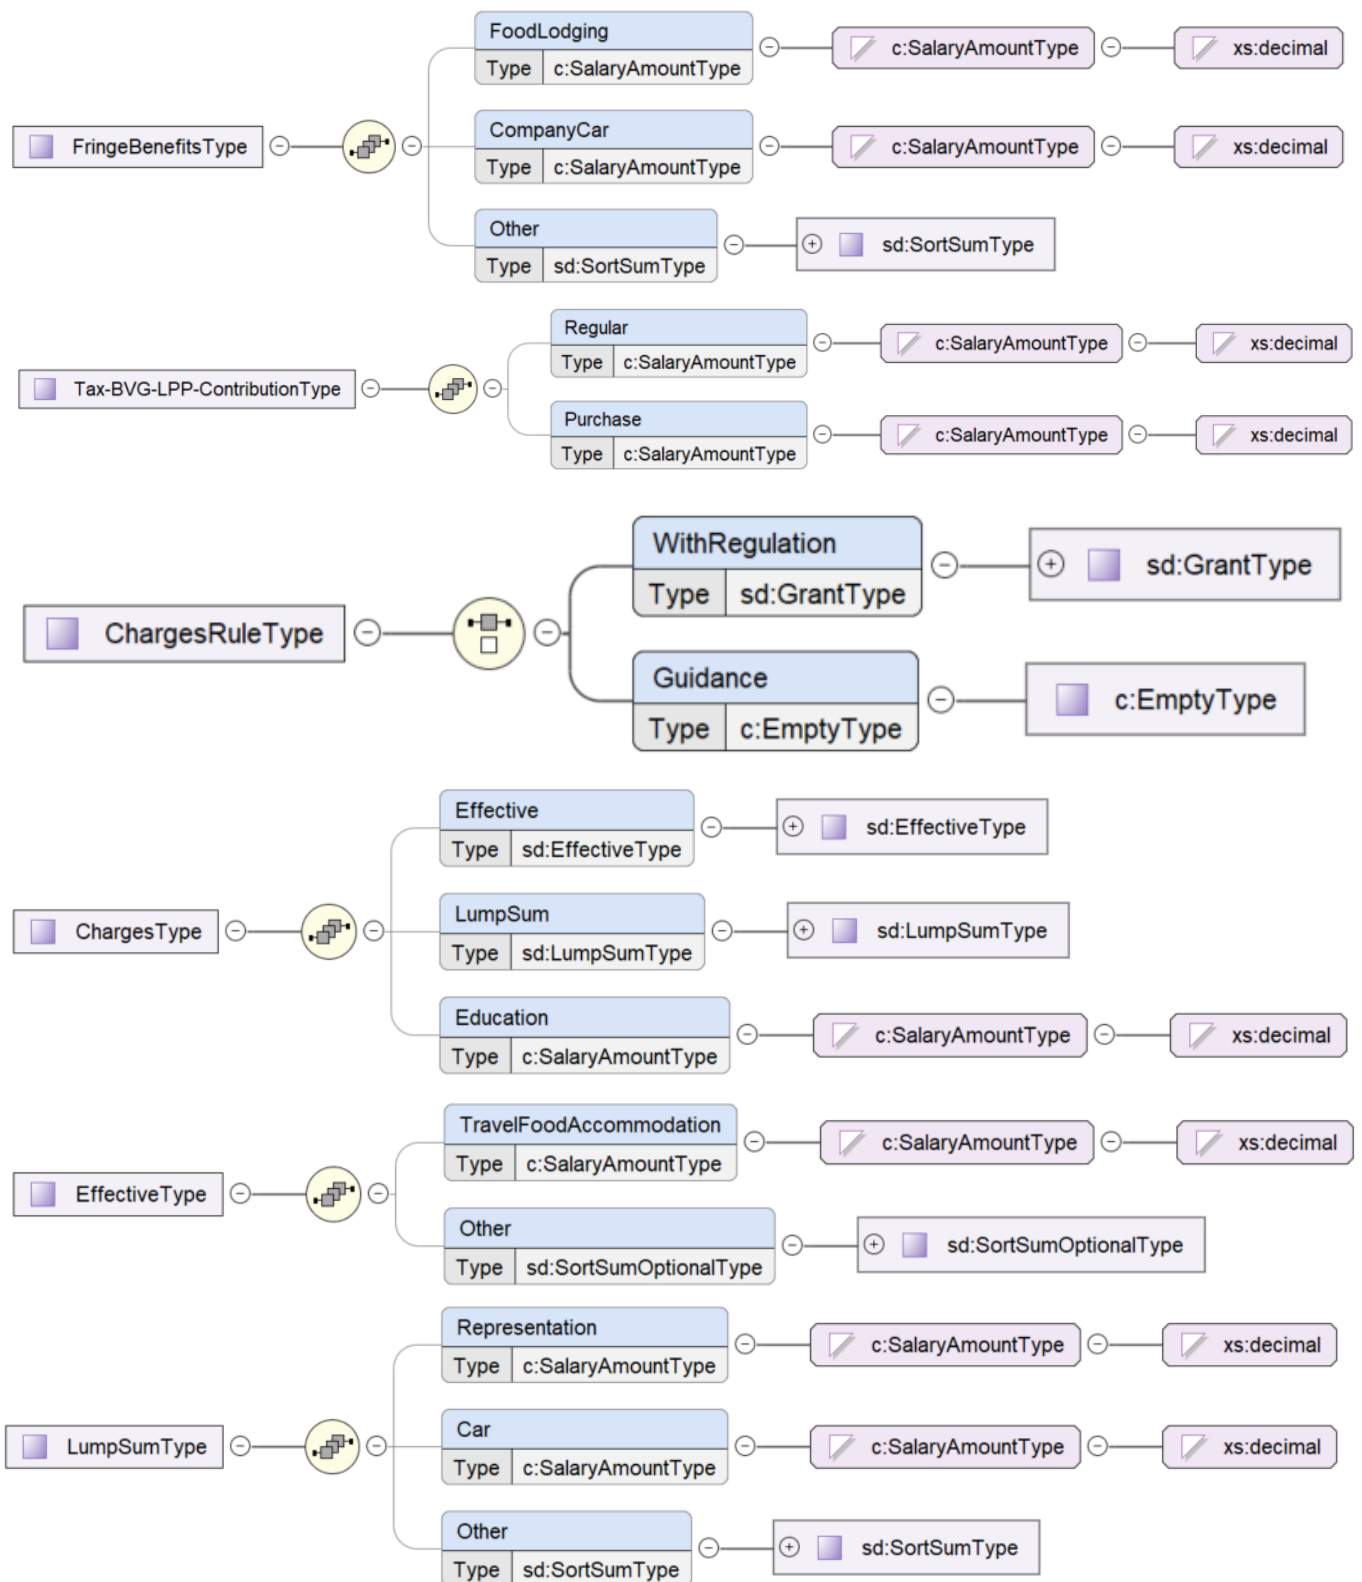 FoodLodging
Type c:SalaryAmountType
c:SalaryAmountType
xs:decimal
FringeBenefitsType
CompanyCar
Type c:SalaryAmountType
c:SalaryAmountType
xs:decimal
Other
Type sd:SortSumType
sd:SortSumType
Tax-BVG-LPP-ContributionType
Regular
Type c:SalaryAmountType
c:SalaryAmountType
xs:decimal
Purchase
Type c:SalaryAmountType
c:SalaryAmountType
xs:decimal
ChargesRuleType
WithRegulation
Type sd:GrantType
sd:GrantType
Guidance
Type c:EmptyType
c:EmptyType
ChargesType
Effective
Type sd:EffectiveType
sd:EffectiveType
LumpSum
Type sd:LumpSumType
sd:LumpSumType
Education
Type c:SalaryAmountType
c:SalaryAmountType
xs:decimal
EffectiveType
TravelFoodAccommodation
Type c:SalaryAmountType
c:SalaryAmountType
xs:decimal
Other
Type sd:SortSumOptionalType
sd:SortSumOptionalType
LumpSumType
Representation
Type c:SalaryAmountType
c:SalaryAmountType
xs:decimal
Car
Type c:SalaryAmountType
c:SalaryAmountType
xs:decimal
Other
Type sd:SortSumType
sd:SortSumType